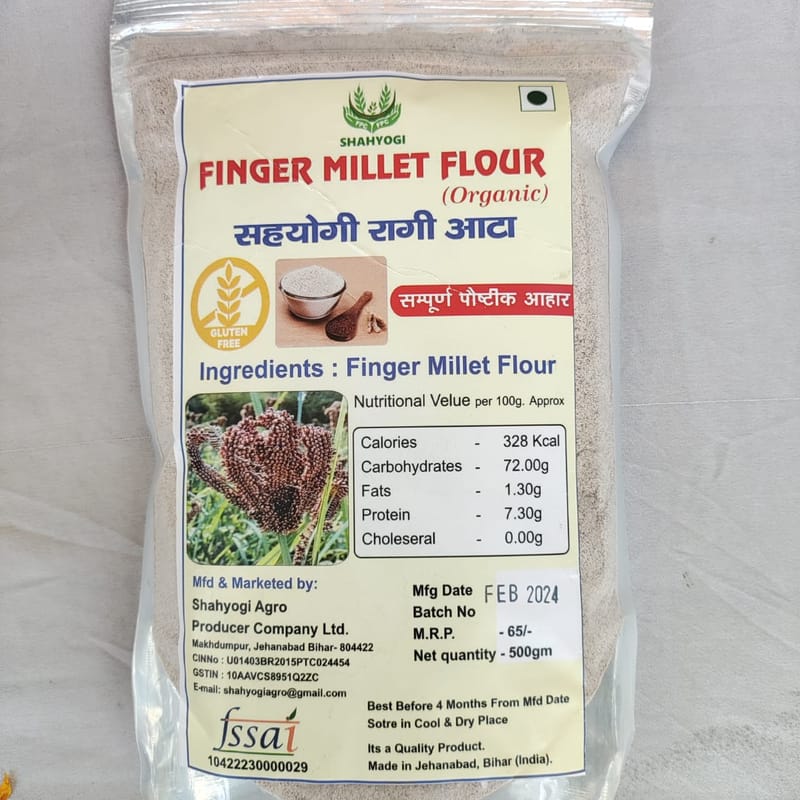 FPC FPC
SHAHYOGI
FINGER MILLET FLOUR
(Organic)
सहयोगी रागी आटा
GLUTEN
FREE
सम्पूर्ण पौष्टीक आहार
Ingredients : Finger Millet Flour
Nutritional Velue per 100g. Approx
Calories - 328 Kcal
Carbohydrates - 72.00g
Fats - 1.30g
Protein - 7.30g
Choleseral - 0.00g
Mfd & Marketed by:
Shahyogi Agro
Producer Company Ltd.
Makhdumpur, Jehanabad Bihar- 804422
CINNo : U01403BR2015PTC024454
GSTIN : 10AAVCS8951Q2ZC
E-mail: shahyogiagro@gmail.com
fssai
10422230000029
Mfg Date FEB 2024
Batch No
M.R.P. - 65/-
Net quantity - 500gm
Best Before 4 Months From Mfd Date
Sotre in Cool & Dry Place
Its a Quality Product.
Made in Jehanabad, Bihar (India).